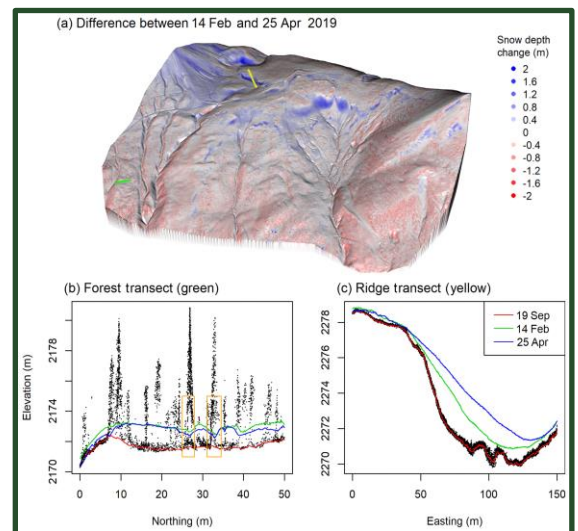 (a) Difference between 14 Feb and 25 Apr 2019
Snow depth
change (m)
2
1.6
1.2
0.8
0.4
0
-0.4
-0.8
-1.2
-1.6
-2
(b) Forest transect (green)
Elevation (m)
2178
2176
2174
2172
2170
0 10 20 30 40 50
Northing (m)
(c) Ridge transect (yellow)
19 Sep
14 Feb
25 Apr
2278
2276
2274
2272
2270
0 50 100 150
Easting (m)